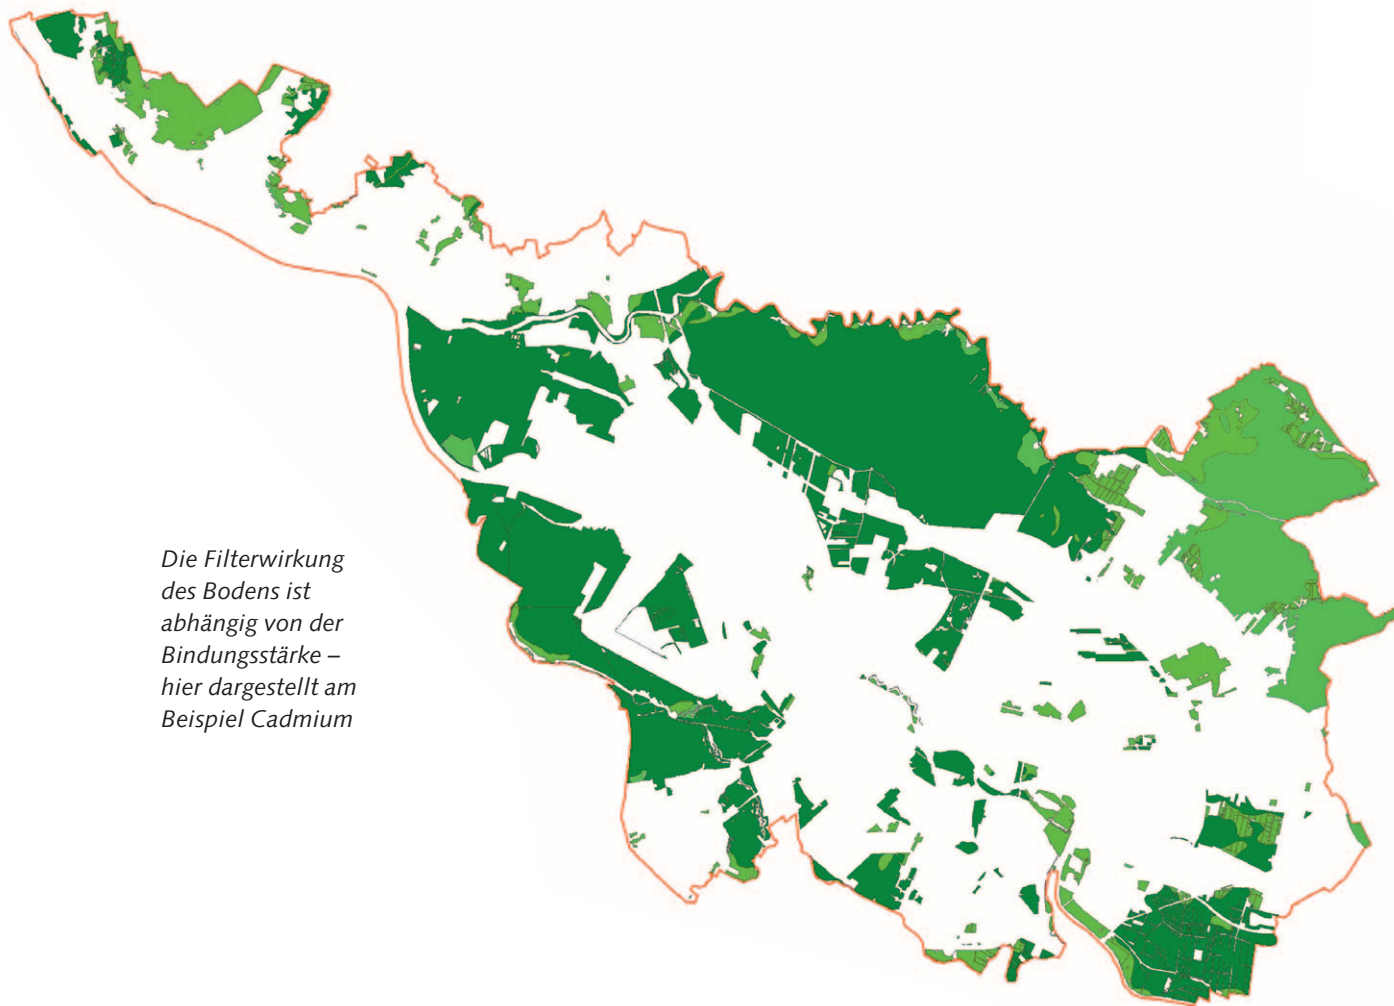 Die Filterwirkung
des Bodens ist
abhängig von der
Bindungsstärke –
hier dargestellt am
Beispiel Cadmium